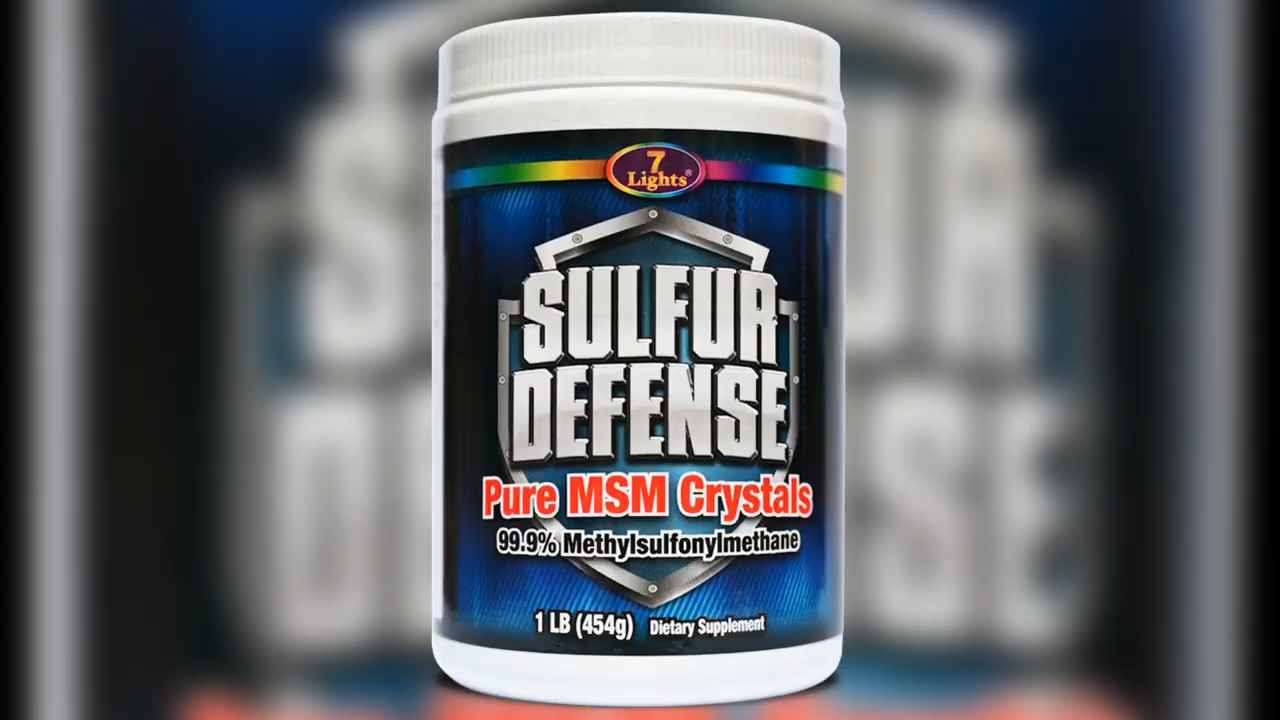 7
Lights®
SULFUR
DEFENSE
Pure MSM Crystals
99.9% Methylsulfonylmethane
1 LB (454g) Dietary Supplement